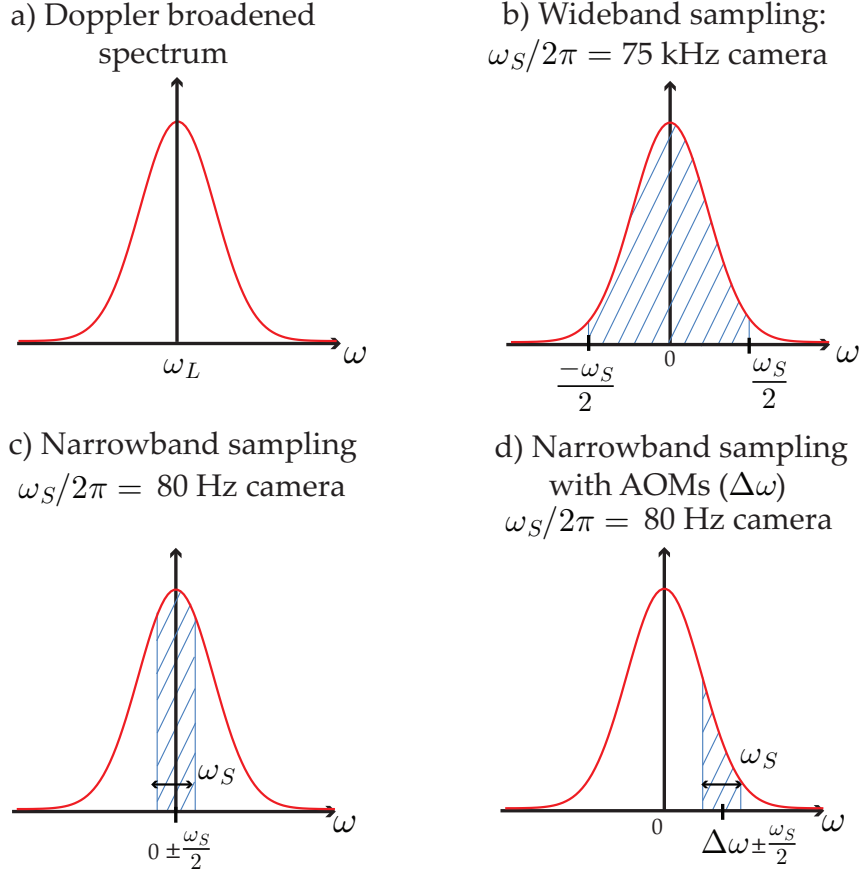 a) Doppler broadened
spectrum
ω
ω_L
b) Wideband sampling:
ω_S/2π = 75 kHz camera
0
ω
-ω_S/2
ω_S/2
c) Narrowband sampling
ω_S/2π = 80 Hz camera
ω_S
ω
0 ± ω_S/2
d) Narrowband sampling
with AOMs (Δω)
ω_S/2π = 80 Hz camera
ω_S
0
ω
Δω ± ω_S/2